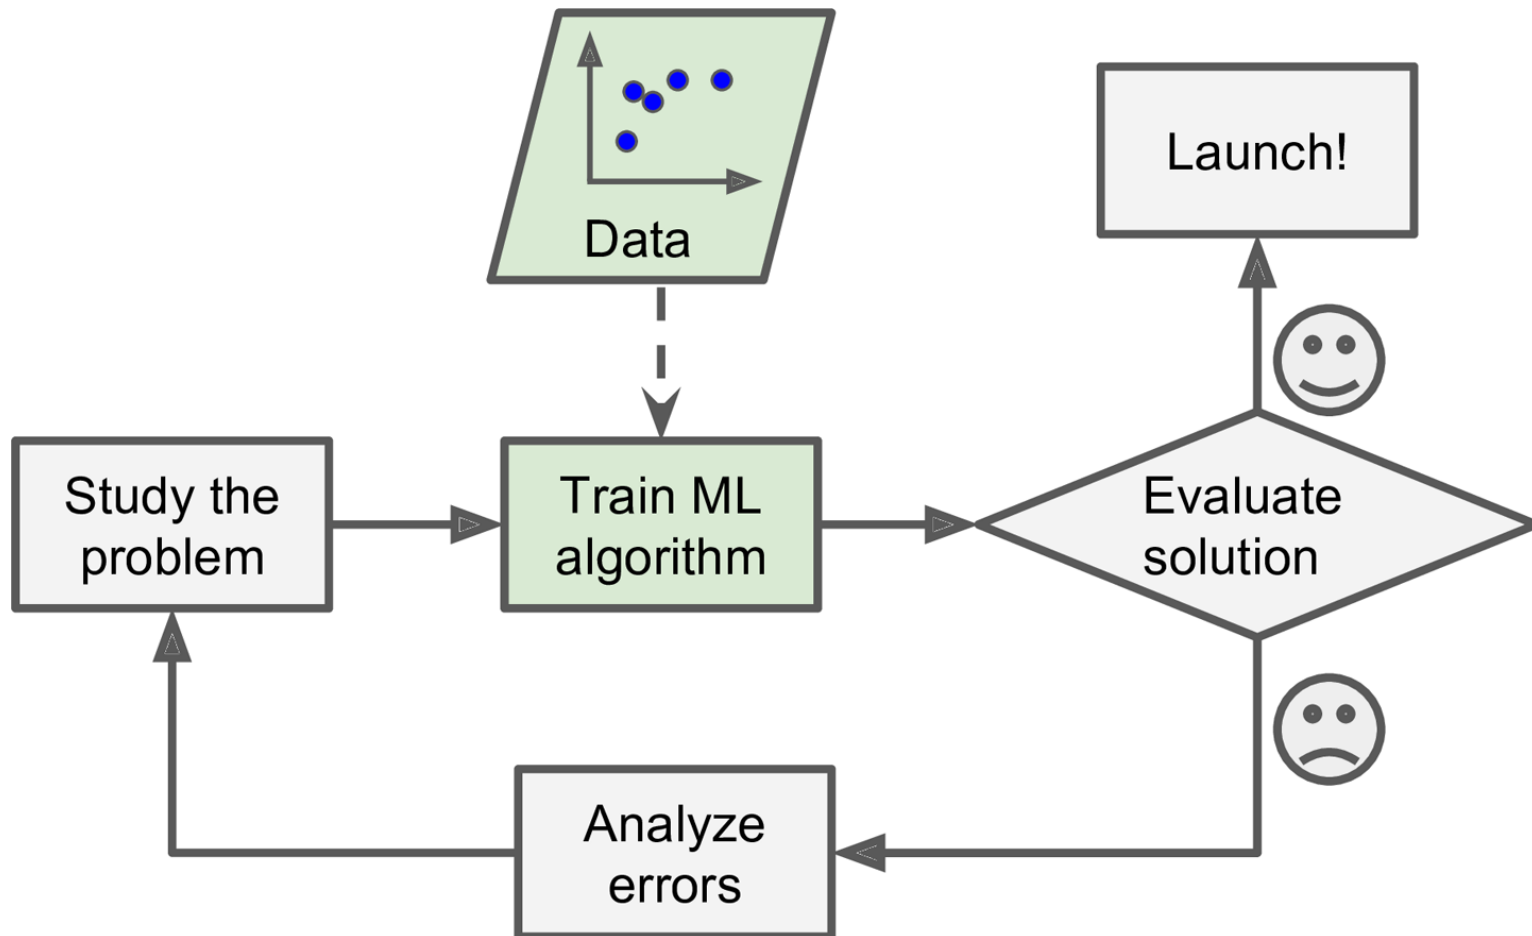 Data
Launch!
Study the
problem
Train ML
algorithm
Evaluate
solution
Analyze
errors